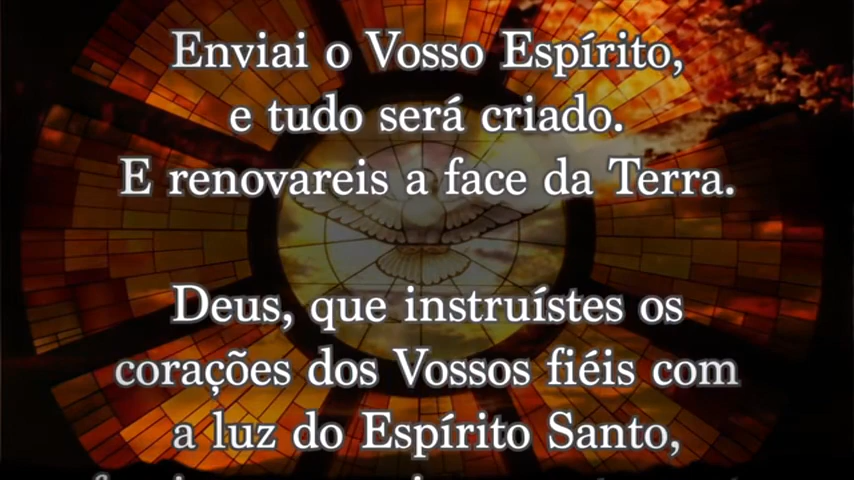 Enviai o Vosso Espírito,
e tudo será criado.
E renovareis a face da Terra.
Deus, que instruístes os
corações dos Vossos fiéis com
a luz do Espírito Santo,